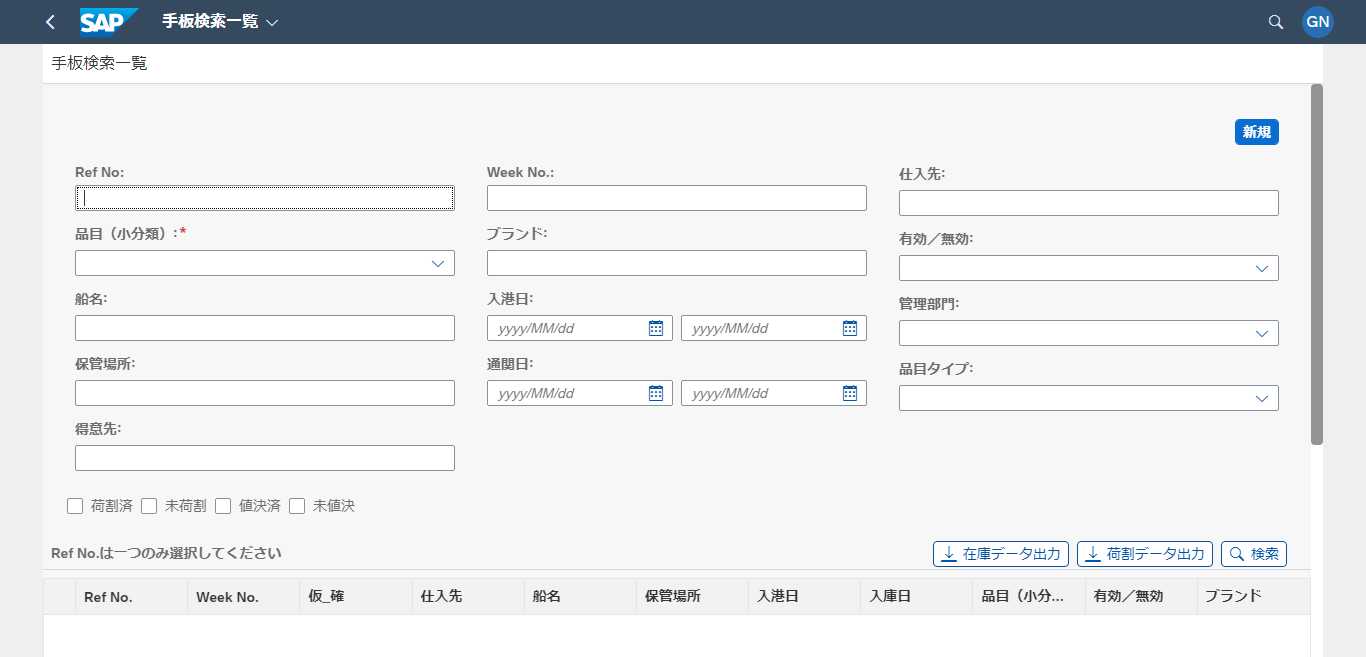 SAP 手板検索一覧 GN
手板検索一覧
新規
Ref No: Week No.: 仕入先:
品目（小分類）:* ブランド: 有効／無効:
船名: 入港日: 管理部門:
yyyy/MM/dd yyyy/MM/dd
保管場所: 通関日: 品目タイプ:
yyyy/MM/dd yyyy/MM/dd
得意先:
荷割済 未荷割 値決済 未値決
Ref No.は一つのみ選択してください 在庫データ出力 荷割データ出力 検索
Ref No. Week No. 仮_確 仕入先 船名 保管場所 入港日 入庫日 品目（小分... 有効／無効 ブランド